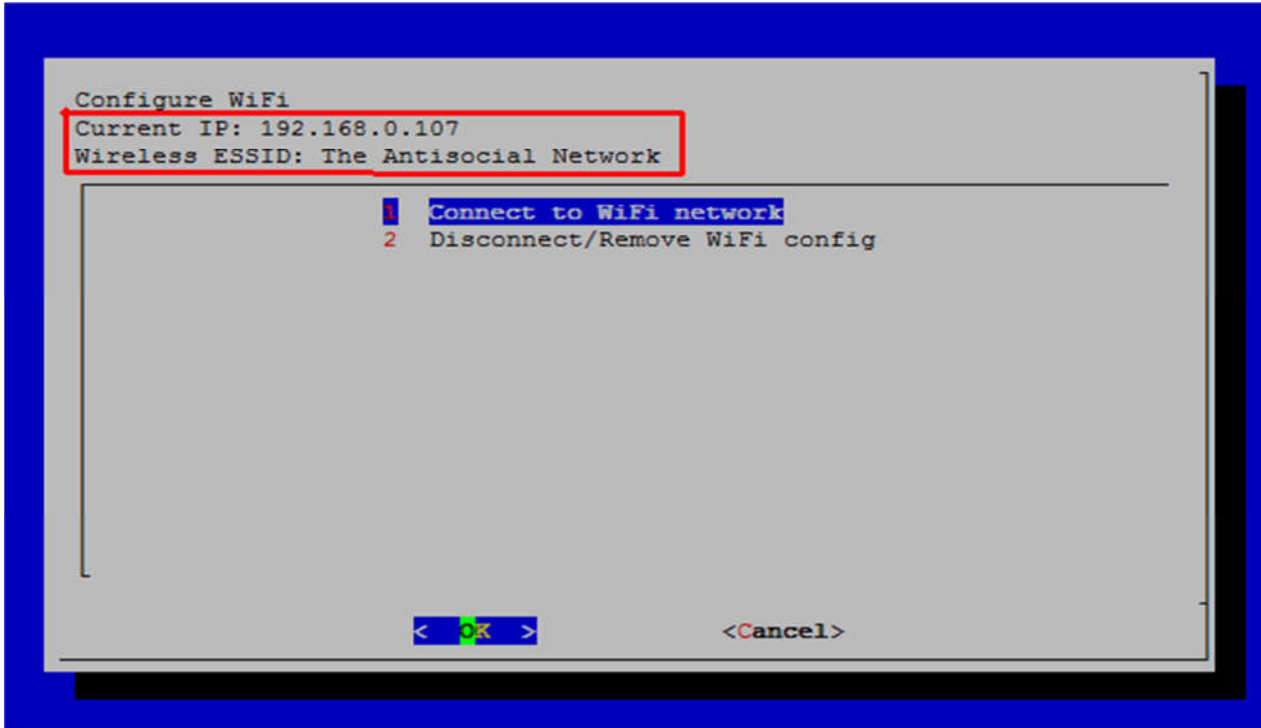 Configure WiFi
Current IP: 192.168.0.107
Wireless ESSID: The Antisocial Network
1 Connect to WiFi network
2 Disconnect/Remove WiFi config
< OK > <Cancel>